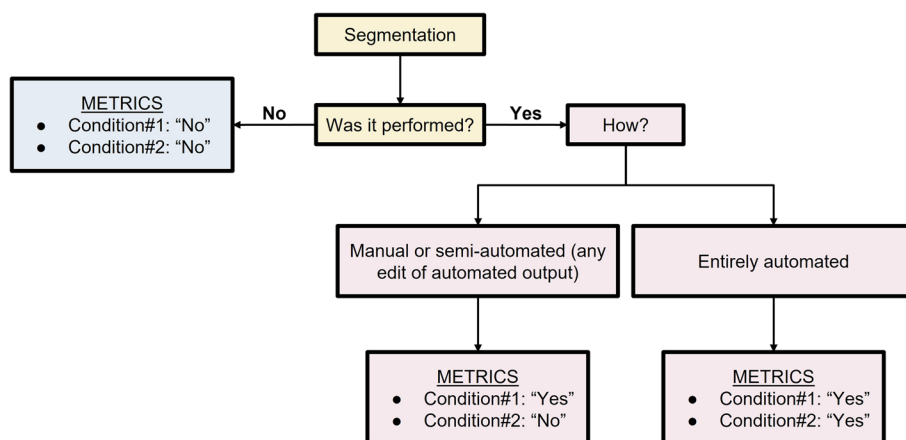 Segmentation
METRICS
● Condition#1: “No”
● Condition#2: “No”
No
Was it performed?
Yes
How?
Manual or semi-automated (any
edit of automated output)
Entirely automated
METRICS
● Condition#1: “Yes”
● Condition#2: “No”
METRICS
● Condition#1: “Yes”
● Condition#2: “Yes”